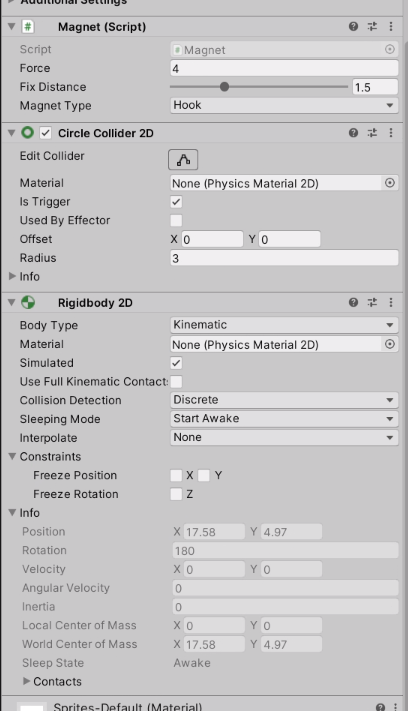 Additional Settings
# Magnet (Script)
Script # Magnet
Force 4
Fix Distance 1.5
Magnet Type Hook
Circle Collider 2D
Edit Collider
Material None (Physics Material 2D)
Is Trigger
Used By Effector
Offset X 0 Y 0
Radius 3
Info
Rigidbody 2D
Body Type Kinematic
Material None (Physics Material 2D)
Simulated
Use Full Kinematic Contact:
Collision Detection Discrete
Sleeping Mode Start Awake
Interpolate None
Constraints
Freeze Position X Y
Freeze Rotation Z
Info
Position X 17.58 Y 4.97
Rotation 180
Velocity X 0 Y 0
Angular Velocity 0
Inertia 0
Local Center of Mass X 0 Y 0
World Center of Mass X 17.58 Y 4.97
Sleep State Awake
Contacts
Sprites-Default (Material)